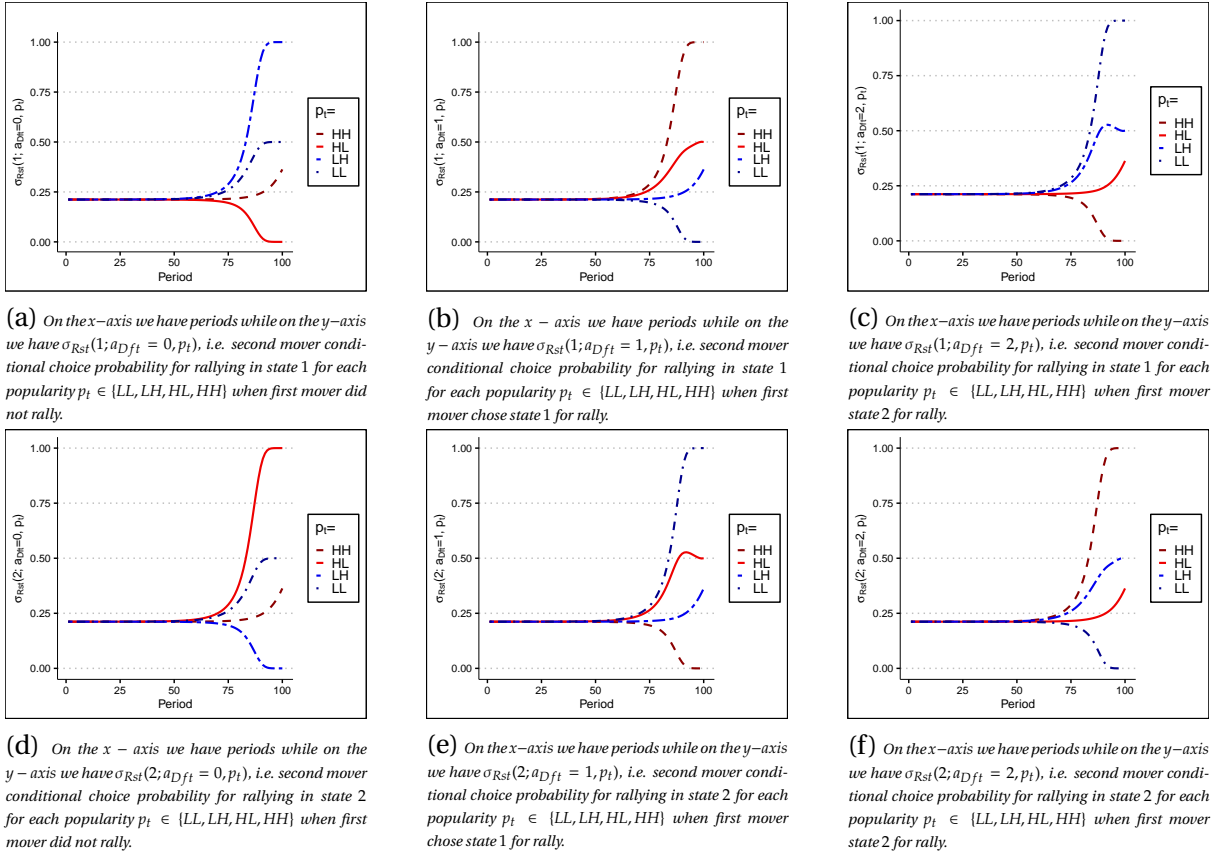 1.00
0.75
0.50
0.25
0.00
σRst(1; aDft=0, pt)
0 25 50 75 100
Period
pt=
HH
HL
LH
LL
1.00
0.75
0.50
0.25
0.00
σRst(1; aDft=1, pt)
0 25 50 75 100
Period
pt=
HH
HL
LH
LL
1.00
0.75
0.50
0.25
0.00
σRst(1; aDft=2, pt)
0 25 50 75 100
Period
pt=
HH
HL
LH
LL
(a) On the x−axis we have periods while on the y−axis
we have σRst(1; aDft = 0, pt), i.e. second mover condi-
tional choice probability for rallying in state 1 for each
popularity pt ∈ {LL, LH, HL, HH} when first mover did
not rally.
(b) On the x − axis we have periods while on the
y − axis we have σRst(1; aDft = 1, pt), i.e. second mover
conditional choice probability for rallying in state 1
for each popularity pt ∈ {LL, LH, HL, HH} when first
mover chose state 1 for rally.
(c) On the x−axis we have periods while on the y−axis
we have σRst(1; aDft = 2, pt), i.e. second mover condi-
tional choice probability for rallying in state 1 for each
popularity pt ∈ {LL, LH, HL, HH} when first mover
state 2 for rally.
1.00
0.75
0.50
0.25
0.00
σRst(2; aDft=0, pt)
0 25 50 75 100
Period
pt=
HH
HL
LH
LL
1.00
0.75
0.50
0.25
0.00
σRst(2; aDft=1, pt)
0 25 50 75 100
Period
pt=
HH
HL
LH
LL
1.00
0.75
0.50
0.25
0.00
σRst(2; aDft=2, pt)
0 25 50 75 100
Period
pt=
HH
HL
LH
LL
(d) On the x − axis we have periods while on the
y − axis we have σRst(2; aDft = 0, pt), i.e. second mover
conditional choice probability for rallying in state 2
for each popularity pt ∈ {LL, LH, HL, HH} when first
mover did not rally.
(e) On the x−axis we have periods while on the y−axis
we have σRst(2; aDft = 1, pt), i.e. second mover condi-
tional choice probability for rallying in state 2 for each
popularity pt ∈ {LL, LH, HL, HH} when first mover
chose state 1 for rally.
(f) On the x−axis we have periods while on the y−axis
we have σRst(2; aDft = 2, pt), i.e. second mover condi-
tional choice probability for rallying in state 2 for each
popularity pt ∈ {LL, LH, HL, HH} when first mover
state 2 for rally.